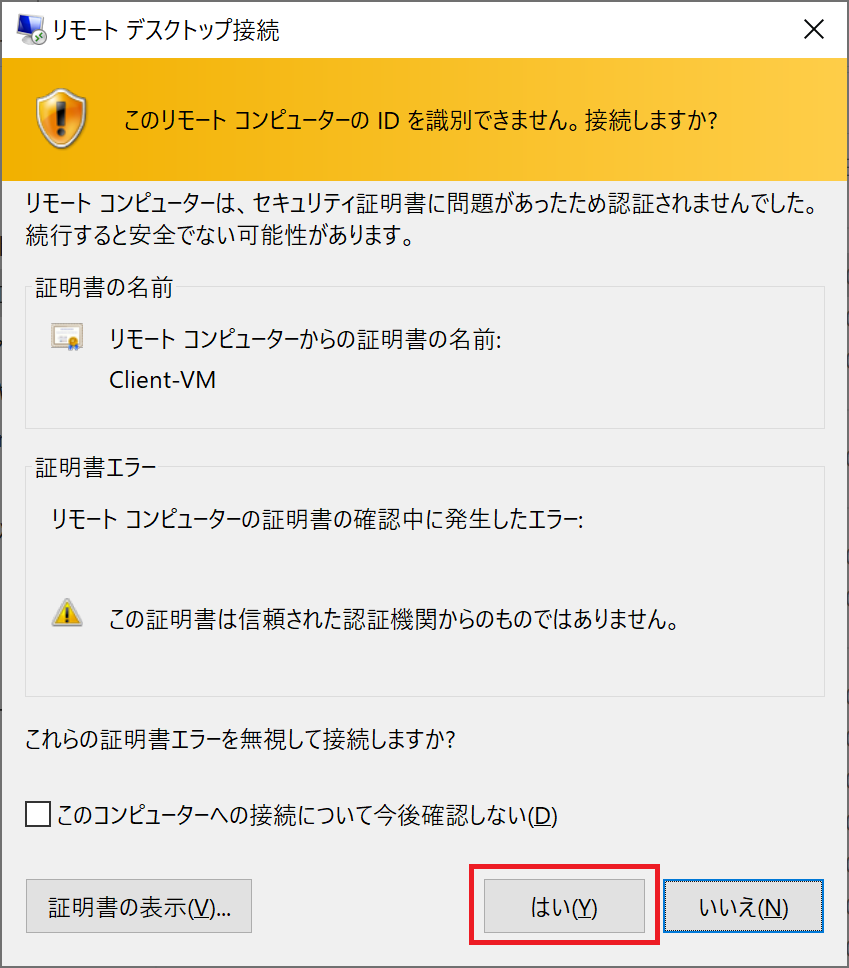 リモート デスクトップ接続
このリモート コンピューターの ID を識別できません。接続しますか?
リモート コンピューターは、セキュリティ証明書に問題があったため認証されませんでした。
続行すると安全でない可能性があります。
証明書の名前
リモート コンピューターからの証明書の名前:
Client-VM
証明書エラー
リモート コンピューターの証明書の確認中に発生したエラー:
この証明書は信頼された認証機関からのものではありません。
これらの証明書エラーを無視して接続しますか?
このコンピューターへの接続について今後確認しない(D)
証明書の表示(V)... はい(Y) いいえ(N)